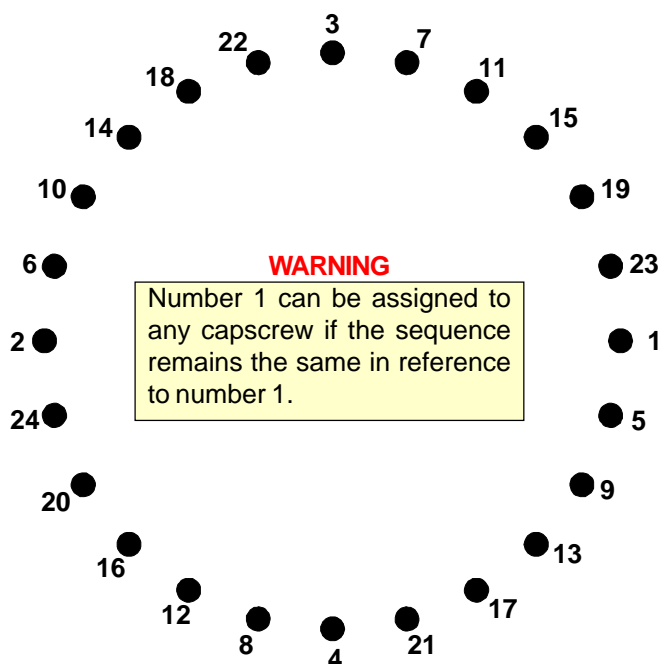 3
22 7
18 11
14 15
10 19
6 23
WARNING
Number 1 can be assigned to
any capscrew if the sequence
remains the same in reference
to number 1.
2 1
24 5
20 9
16 13
12 17
8 21
4